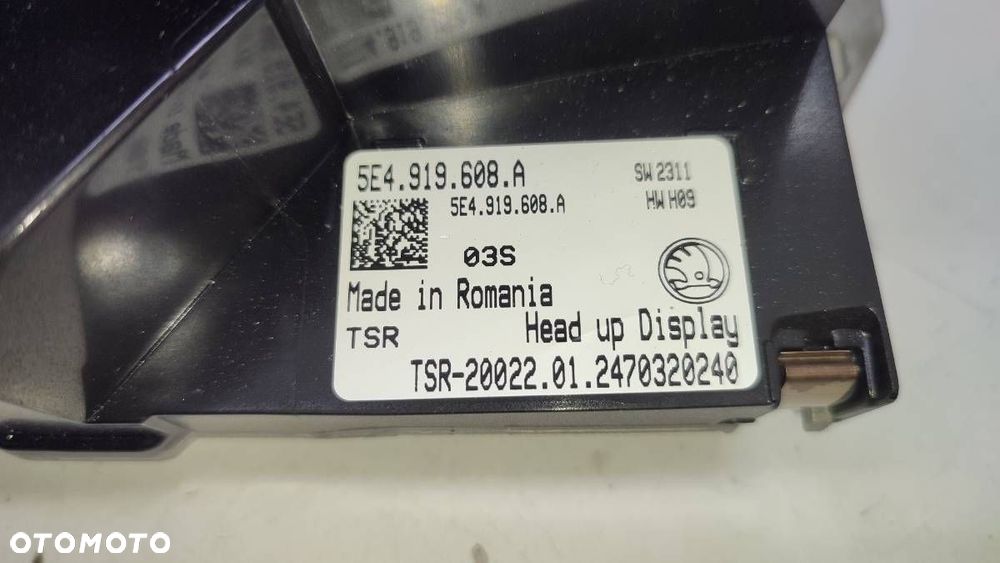 5E4.919.608.A
SW 2311
5E4.919.608.A
HW H09
03S
Made in Romania
TSR
Head up Display
TSR-20022.01.2470320240
OTOMOTO